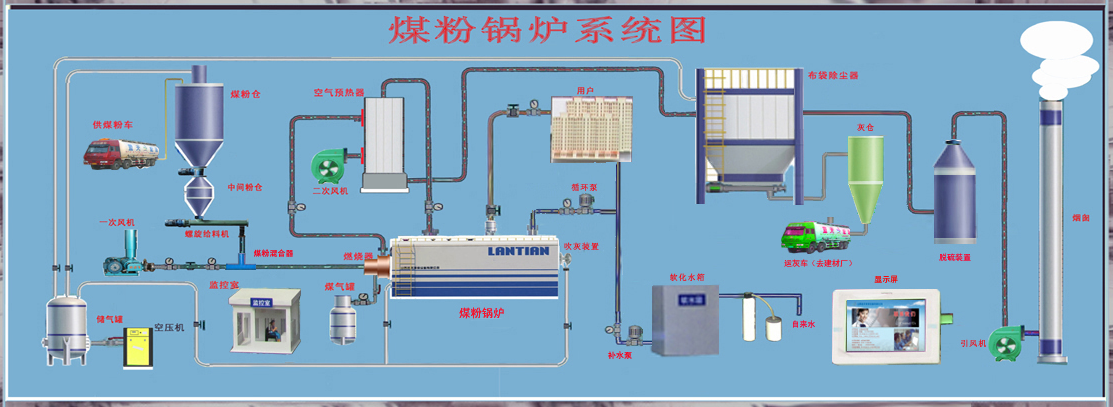 煤粉锅炉系统图
煤粉仓
空气预热器
用户
布袋除尘器
供煤粉车
灰仓
中间粉仓
二次风机
循环泵
一次风机
螺旋给料机
烟囱
煤粉混合器
燃烧器
LANTIAN
吹灰装置
脱硫装置
运灰车（去建材厂）
监控室
煤气罐
软化水箱
显示屏
监控室
储气罐
空压机
煤粉锅炉
自来水
补水泵
引风机